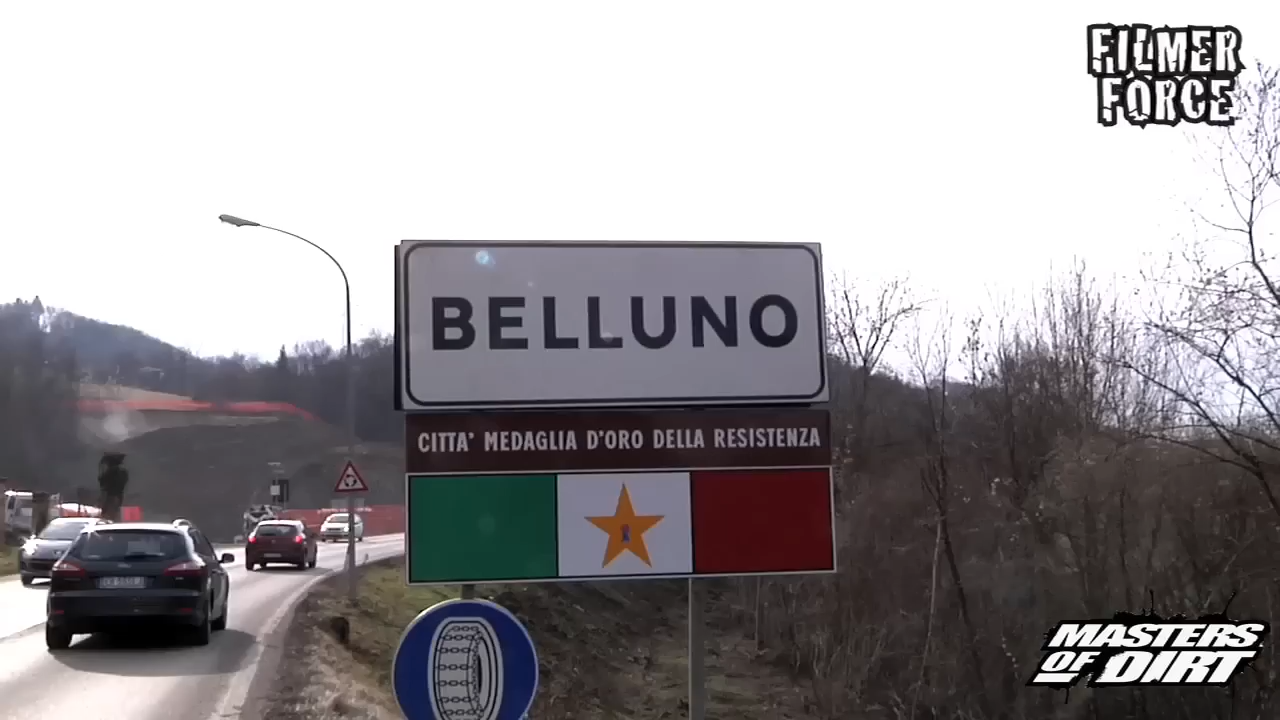 FILMER
FORCE
BELLUNO
CITTA' MEDAGLIA D'ORO DELLA RESISTENZA
MASTERS
OF DIRT